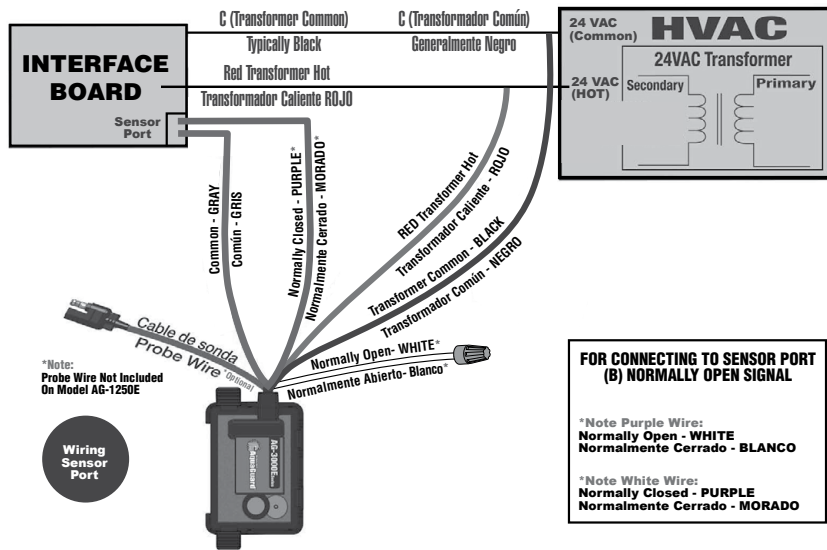 C (Transformer Common)
Typically Black
C (Transformador Común)
Generalmente Negro
Red Transformer Hot
Transformador Caliente ROJO
INTERFACE
BOARD
Sensor
Port
24 VAC
(Common)
HVAC
24VAC Transformer
24 VAC
(HOT)
Secondary
Primary
Common - GRAY
Común - GRIS
Normally Closed - PURPLE*
Normalmente Cerrado - MORADO*
RED Transformer Hot
Transformador Caliente - ROJO
Transformer Common - BLACK
Transformador Común - NEGRO
Cable de sonda
Probe Wire *Optional
Normally Open- WHITE*
Normalmente Abierto- Blanco*
*Note:
Probe Wire Not Included
On Model AG-1250E
Wiring
Sensor
Port
AG-3000E
AquaGuard
FOR CONNECTING TO SENSOR PORT
(B) NORMALLY OPEN SIGNAL
*Note Purple Wire:
Normally Open - WHITE
Normalmente Cerrado - BLANCO
*Note White Wire:
Normally Closed - PURPLE
Normalmente Cerrado - MORADO